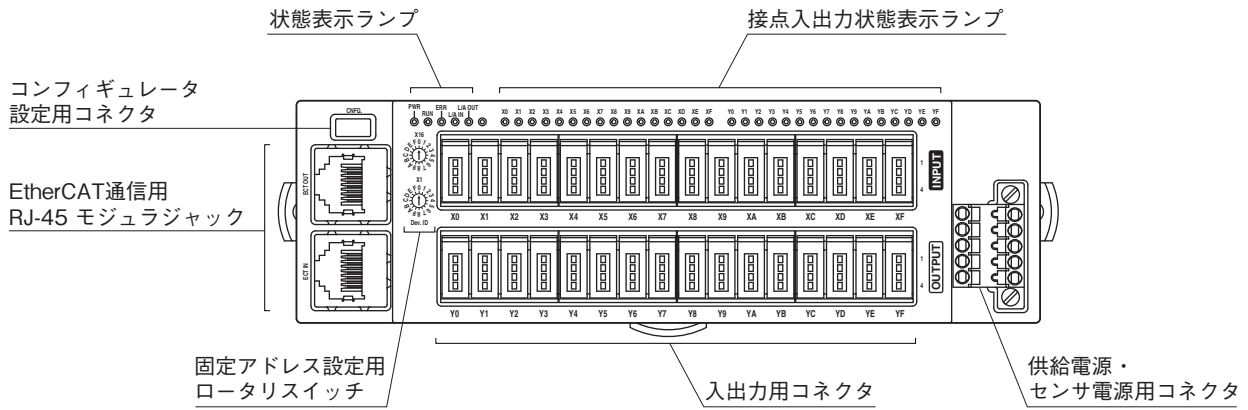 状態表示ランプ
接点入出力状態表示ランプ
コンフィギュレータ
設定用コネクタ
EtherCAT通信用
RJ-45 モジュラジャック
CNFG.
ECT OUT
ECT IN
PWR ERR L/A OUT
RUN L/A IN
X0 X1 X2 X3 X4 X5 X6 X7 X8 X9 XA XB XC XD XE XF Y0 Y1 Y2 Y3 Y4 Y5 Y6 Y7 Y8 Y9 YA YB YC YD YE YF
X16
X1
Dev. ID
1
4
INPUT
X0 X1 X2 X3 X4 X5 X6 X7 X8 X9 XA XB XC XD XE XF
1
4
OUTPUT
Y0 Y1 Y2 Y3 Y4 Y5 Y6 Y7 Y8 Y9 YA YB YC YD YE YF
固定アドレス設定用
ロータリスイッチ
入出力用コネクタ
供給電源・
センサ電源用コネクタ